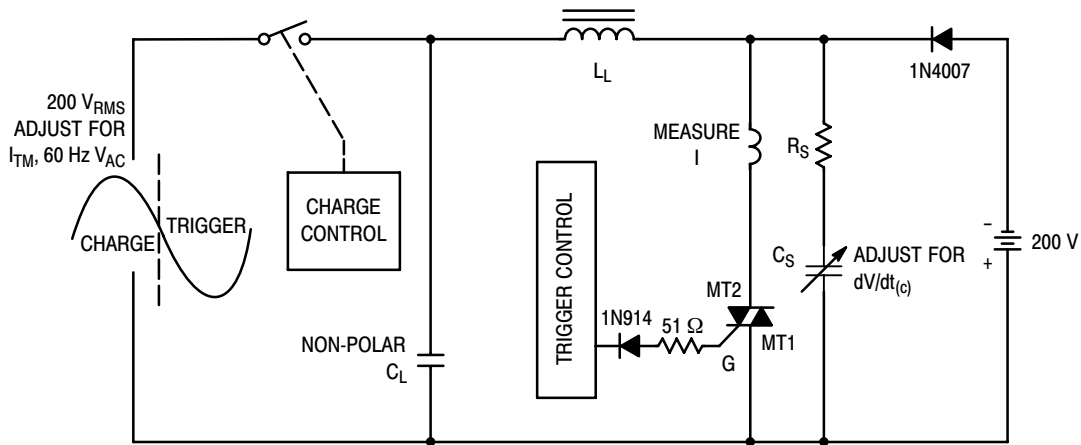 200 V_RMS
ADJUST FOR
I_TM, 60 Hz V_AC
CHARGE
TRIGGER
CHARGE
CONTROL
NON-POLAR
C_L
L_L
TRIGGER CONTROL
MEASURE
I
R_S
1N4007
−
+
200 V
C_S
ADJUST FOR
dV/dt_(c)
MT2
1N914
51 Ω
G
MT1